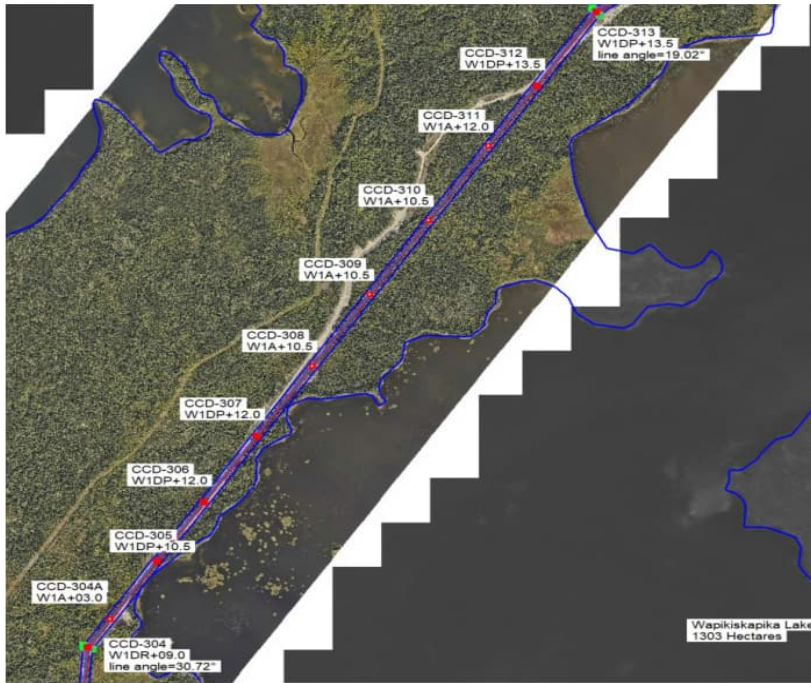 CCD-313
W1DP+13.5
line angle=19.02°
CCD-312
W1DP+13.5
CCD-311
W1A+12.0
CCD-310
W1A+10.5
CCD-309
W1A+10.5
CCD-308
W1A+10.5
CCD-307
W1DP+12.0
CCD-306
W1DP+12.0
CCD-305
W1DP+10.5
CCD-304A
W1A+03.0
CCD-304
W1DR+09.0
line angle=30.72°
Wapikiskapika Lake
1303 Hectares